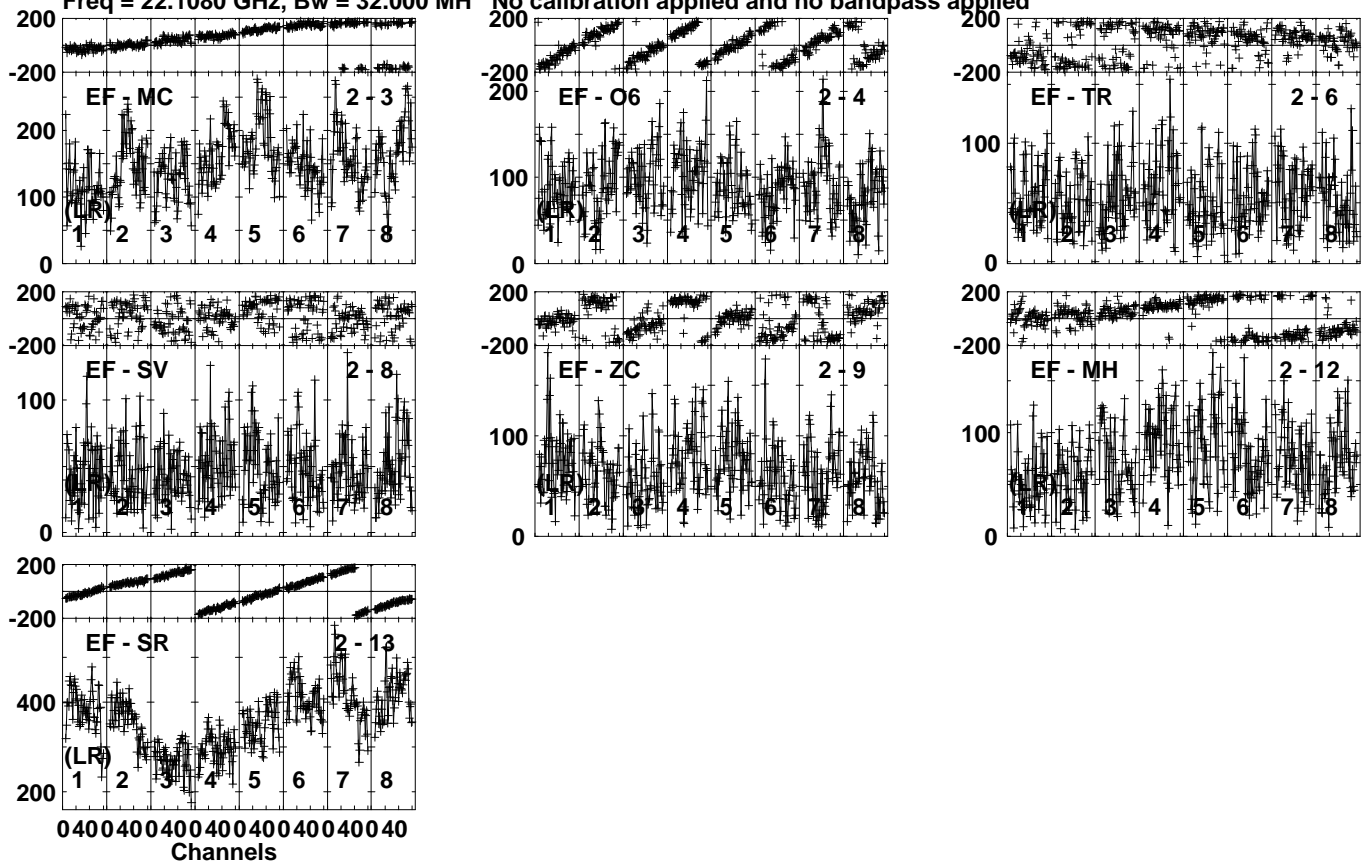 Freq = 22.1080 GHz, Bw = 32.000 MH No calibration applied and no bandpass applied
200
-200
EF - MC 2 - 3
200
100
(LR)
1 2 3 4 5 6 7 8
0
200
-200
EF - O6 2 - 4
200
100
(LR)
1 2 3 4 5 6 7 8
0
200
-200
EF - TR 2 - 6
100
(LR)
1 2 3 4 5 6 7 8
0
200
-200
EF - SV 2 - 8
100
(LR)
1 2 3 4 5 6 7 8
0
200
-200
EF - ZC 2 - 9
100
(LR)
1 2 3 4 5 6 7 8
0
200
-200
EF - MH 2 - 12
100
(LR)
1 2 3 4 5 6 7 8
0
200
-200
EF - SR 2 - 13
400
(LR)
1 2 3 4 5 6 7 8
200
0 40 0 40 0 40 0 40 0 40 0 40 0 40 0 40
Channels